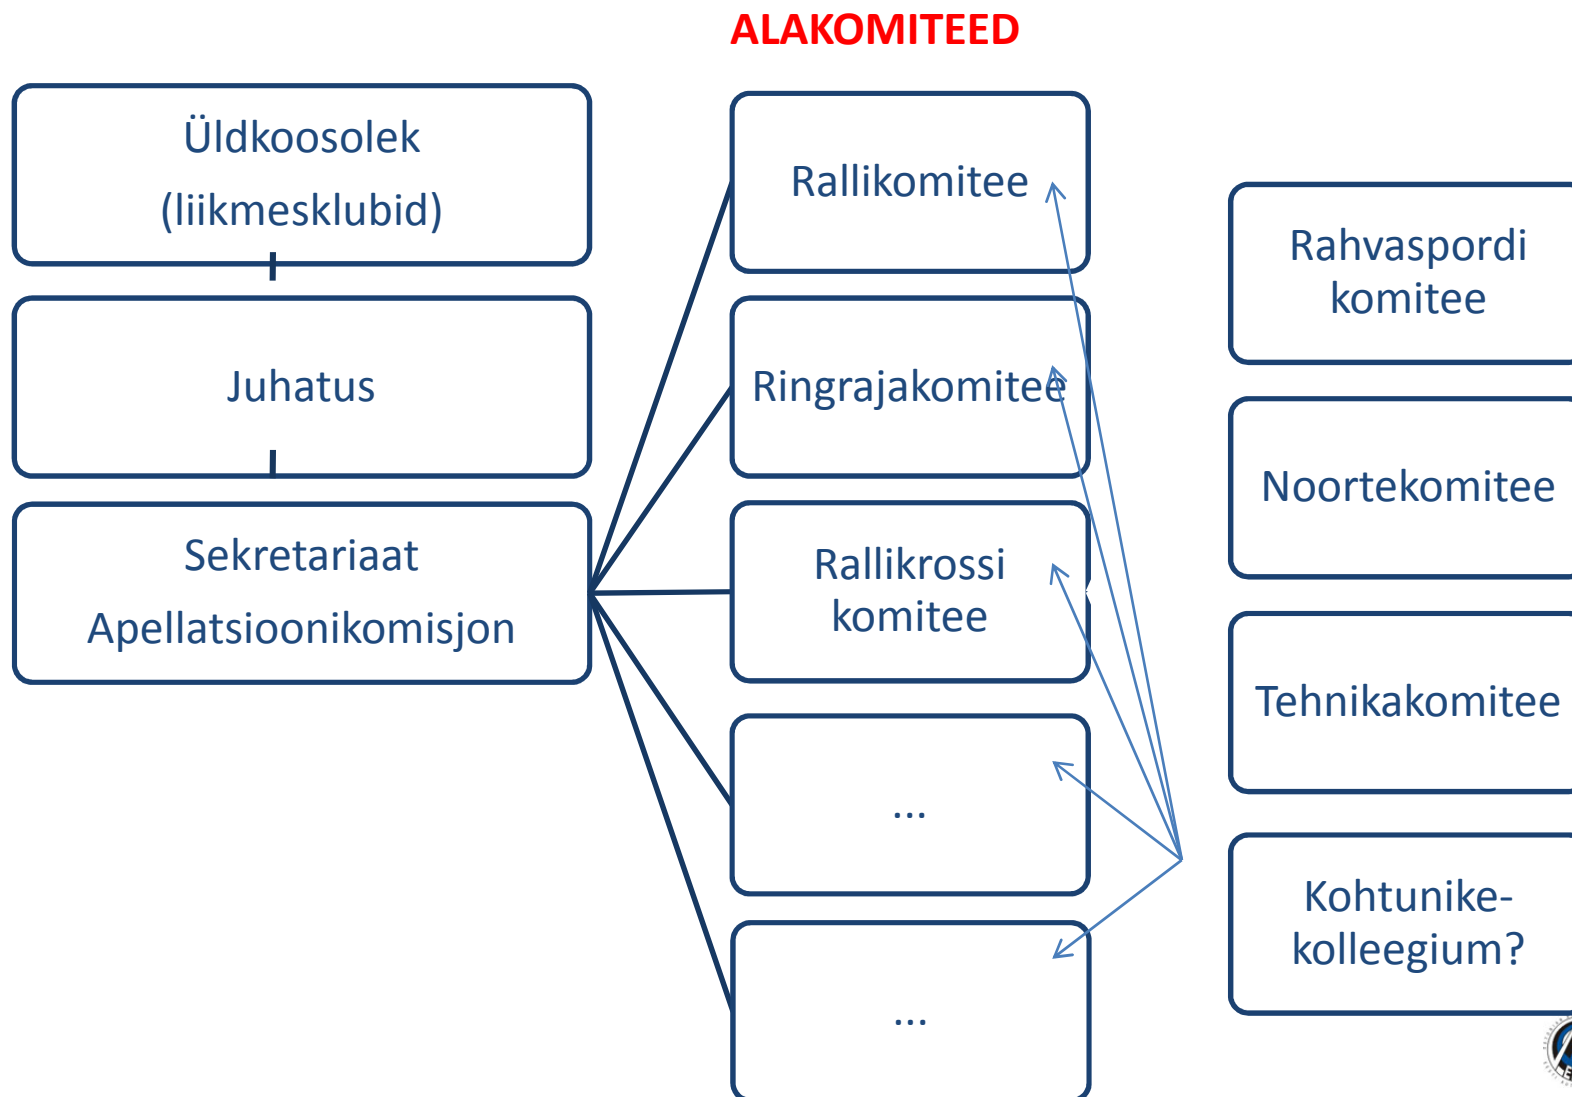 ALAKOMITEED
Üldkoosolek
(liikmesklubid)
Juhatus
Sekretariaat
Apellatsioonikomisjon
Rallikomitee
Ringrajakomitee
Rallikrossi
komitee
...
...
Rahvaspordi
komitee
Noortekomitee
Tehnikakomitee
Kohtunike-
kolleegium?